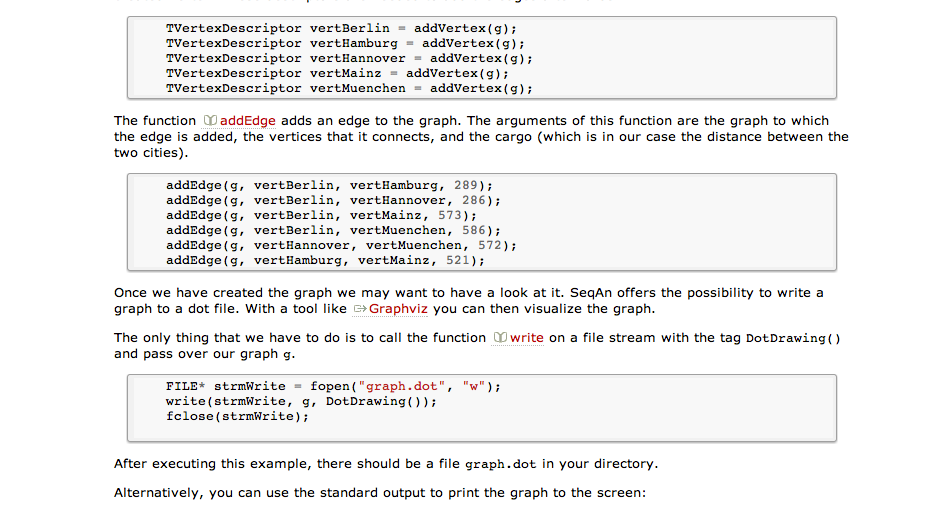 TVertexDescriptor vertBerlin = addVertex(g);
TVertexDescriptor vertHamburg = addVertex(g);
TVertexDescriptor vertHannover = addVertex(g);
TVertexDescriptor vertMainz = addVertex(g);
TVertexDescriptor vertMuenchen = addVertex(g);
The function addEdge adds an edge to the graph. The arguments of this function are the graph to which
the edge is added, the vertices that it connects, and the cargo (which is in our case the distance between the
two cities).
addEdge(g, vertBerlin, vertHamburg, 289);
addEdge(g, vertBerlin, vertHannover, 286);
addEdge(g, vertBerlin, vertMainz, 573);
addEdge(g, vertBerlin, vertMuenchen, 586);
addEdge(g, vertHannover, vertMuenchen, 572);
addEdge(g, vertHamburg, vertMainz, 521);
Once we have created the graph we may want to have a look at it. SeqAn offers the possibility to write a
graph to a dot file. With a tool like Graphviz you can then visualize the graph.
The only thing that we have to do is to call the function write on a file stream with the tag DotDrawing()
and pass over our graph g.
FILE* strmWrite = fopen("graph.dot", "w");
write(strmWrite, g, DotDrawing());
fclose(strmWrite);
After executing this example, there should be a file graph.dot in your directory.
Alternatively, you can use the standard output to print the graph to the screen: